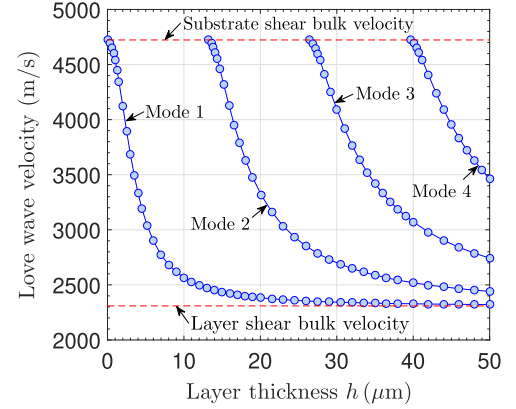 Substrate shear bulk velocity
5000
4500
4000
3500
3000
2500
2000
Love wave velocity (m/s)
Mode 1
Mode 2
Mode 3
Mode 4
Layer shear bulk velocity
0 10 20 30 40 50
Layer thickness h (μm)